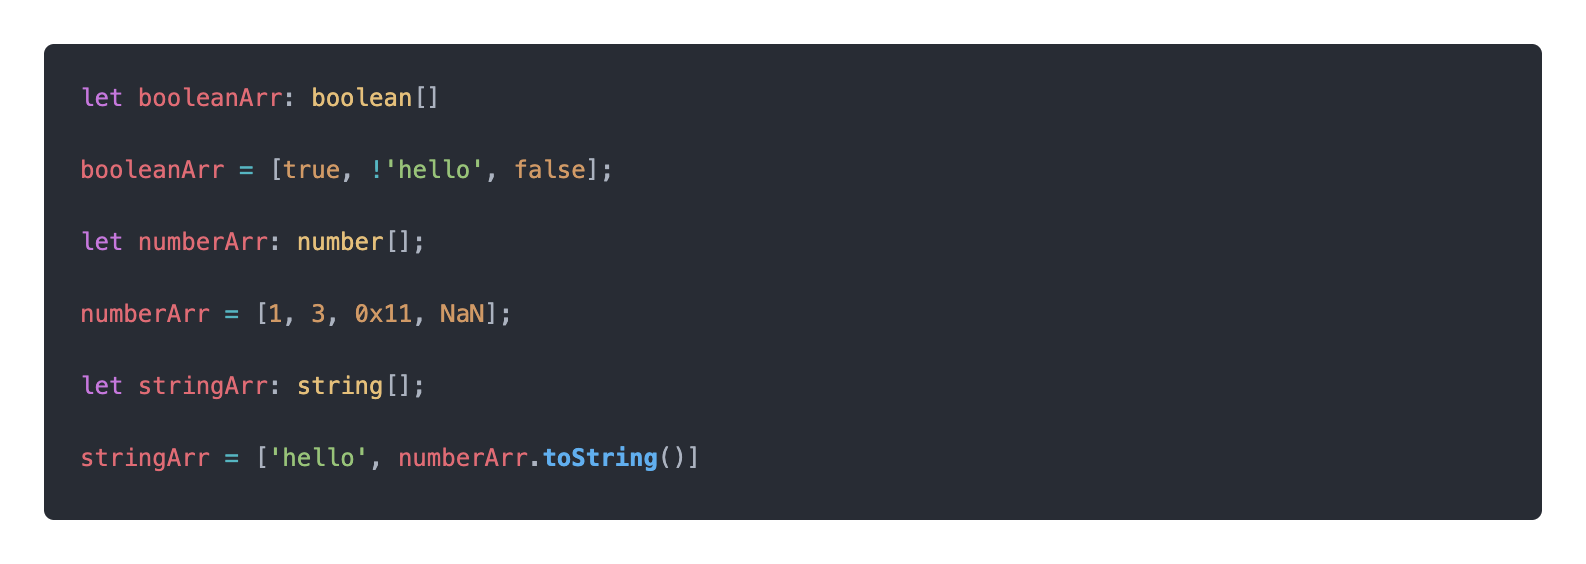 let booleanArr: boolean[]
booleanArr = [true, !'hello', false];
let numberArr: number[];
numberArr = [1, 3, 0x11, NaN];
let stringArr: string[];
stringArr = ['hello', numberArr.toString()]